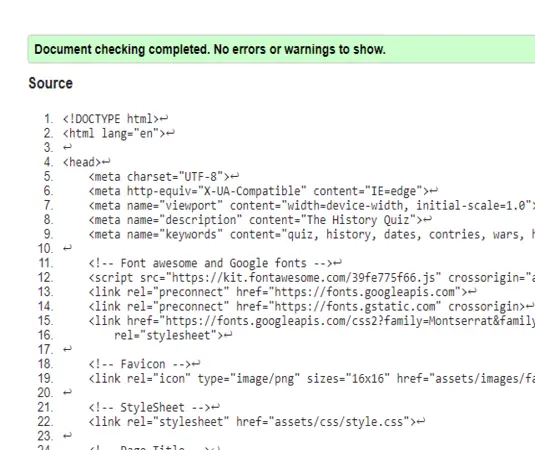 Document checking completed. No errors or warnings to show.
Source
1. <!DOCTYPE html>↩
2. <html lang="en">↩
3. ↩
4. <head>↩
5. <meta charset="UTF-8">↩
6. <meta http-equiv="X-UA-Compatible" content="IE=edge">↩
7. <meta name="viewport" content="width=device-width, initial-scale=1.0"
8. <meta name="description" content="The History Quiz">↩
9. <meta name="keywords" content="quiz, history, dates, contries, wars, h
10. ↩
11. <!-- Font awesome and Google fonts -->↩
12. <script src="https://kit.fontawesome.com/39fe775f66.js" crossorigin="a
13. <link rel="preconnect" href="https://fonts.googleapis.com">↩
14. <link rel="preconnect" href="https://fonts.gstatic.com" crossorigin>↩
15. <link href="https://fonts.googleapis.com/css2?family=Montserrat&family
16. rel="stylesheet">↩
17. ↩
18. <!-- Favicon -->↩
19. <link rel="icon" type="image/png" sizes="16x16" href="assets/images/fa
20. ↩
21. <!-- StyleSheet -->↩
22. <link rel="stylesheet" href="assets/css/style.css">↩
23. ↩
24. <!-- Page Title -->↩